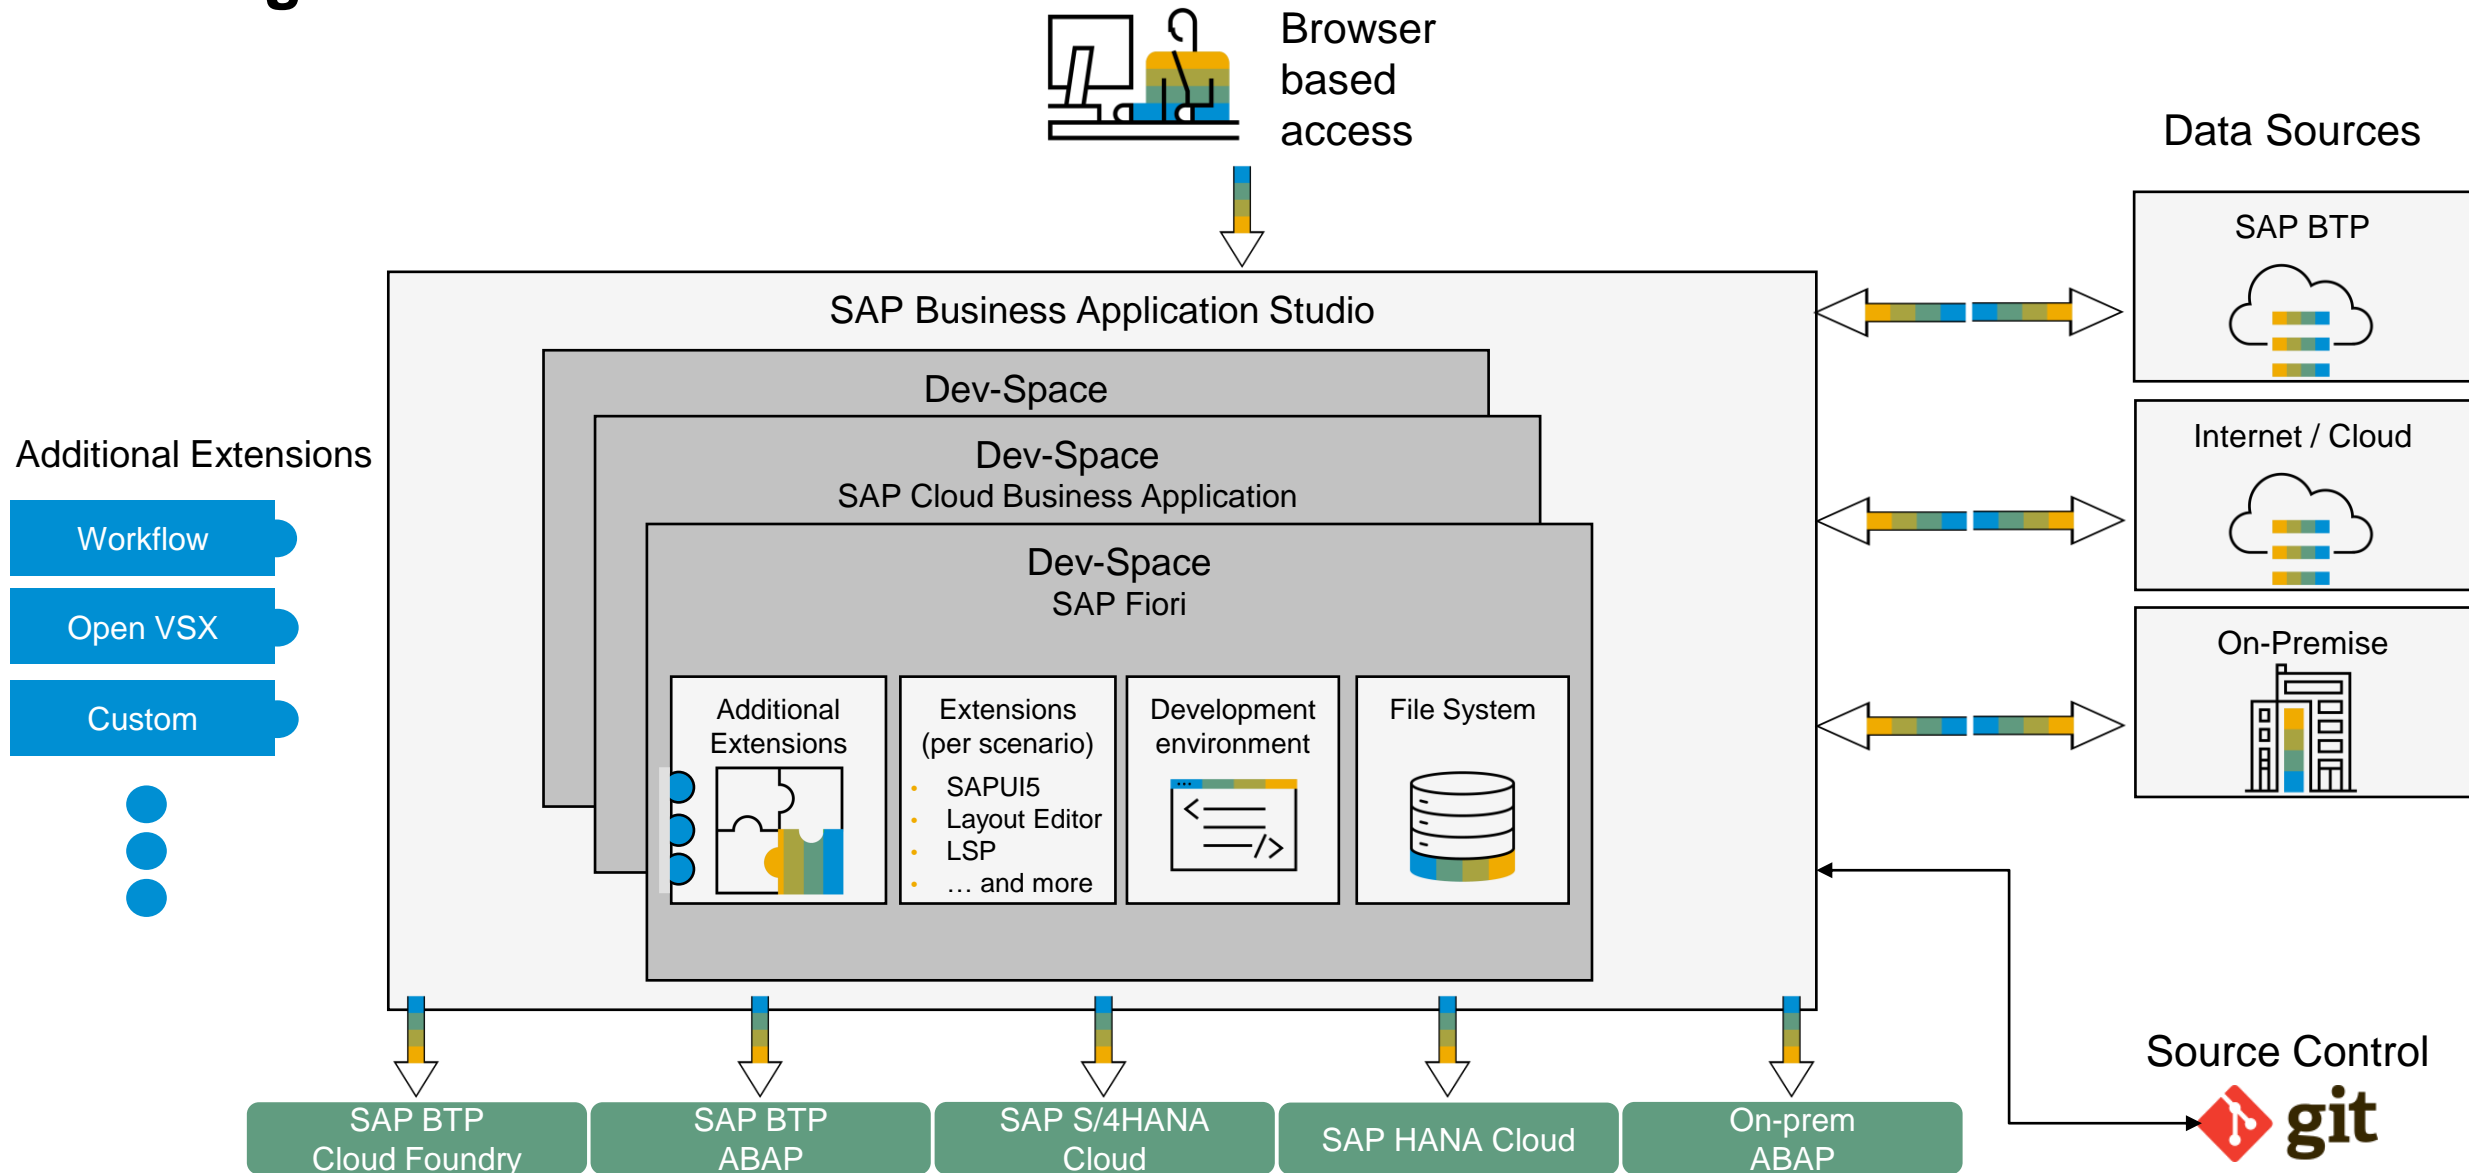 Browser
based
access
Data Sources
SAP BTP
Internet / Cloud
On-Premise
SAP Business Application Studio
Dev-Space
Dev-Space
SAP Cloud Business Application
Dev-Space
SAP Fiori
Additional
Extensions
Extensions
(per scenario)
• SAPUI5
• Layout Editor
• LSP
• … and more
Development
environment
File System
Additional Extensions
Workflow
Open VSX
Custom
SAP BTP
Cloud Foundry
SAP BTP
ABAP
SAP S/4HANA
Cloud
SAP HANA Cloud
On-prem
ABAP
Source Control
git